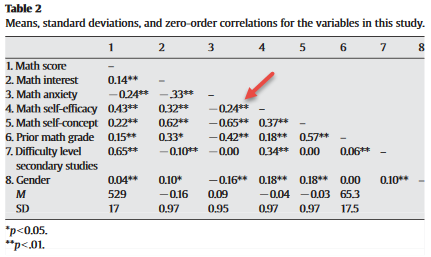 Table 2
Means, standard deviations, and zero-order correlations for the variables in this study.
1 2 3 4 5 6 7 8
1. Math score –
2. Math interest 0.14** –
3. Math anxiety −0.24** −.33** –
4. Math self-efficacy 0.43** 0.32** −0.24** –
5. Math self-concept 0.22** 0.62** −0.65** 0.37** –
6. Prior math grade 0.15** 0.33* −0.42** 0.18** 0.57** –
7. Difficulty level 0.65** −0.10** −0.00 0.34** 0.00 0.06** –
secondary studies
8. Gender 0.04** 0.10* −0.16** 0.18** 0.18** 0.00 0.10** –
M 529 −0.16 0.09 −0.04 −0.03 65.3
SD 17 0.97 0.95 0.97 0.97 17.5
*p<0.05.
**p<.01.